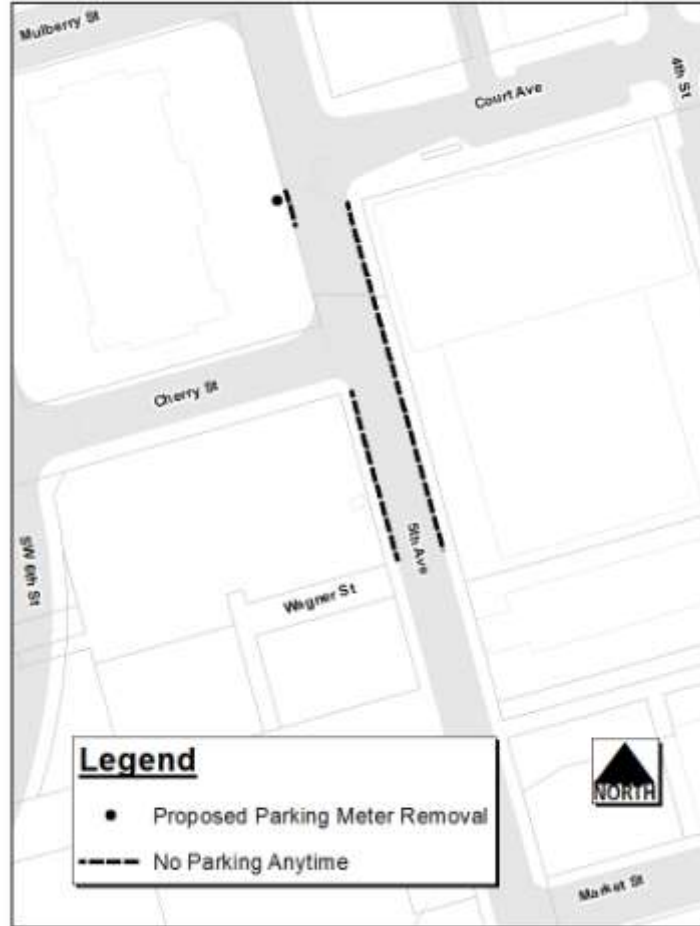 Mulberry St
Court Ave
4th St
Cherry St
5th Ave
SW 6th St
Wagner St
Legend
Proposed Parking Meter Removal
No Parking Anytime
NORTH
Market St